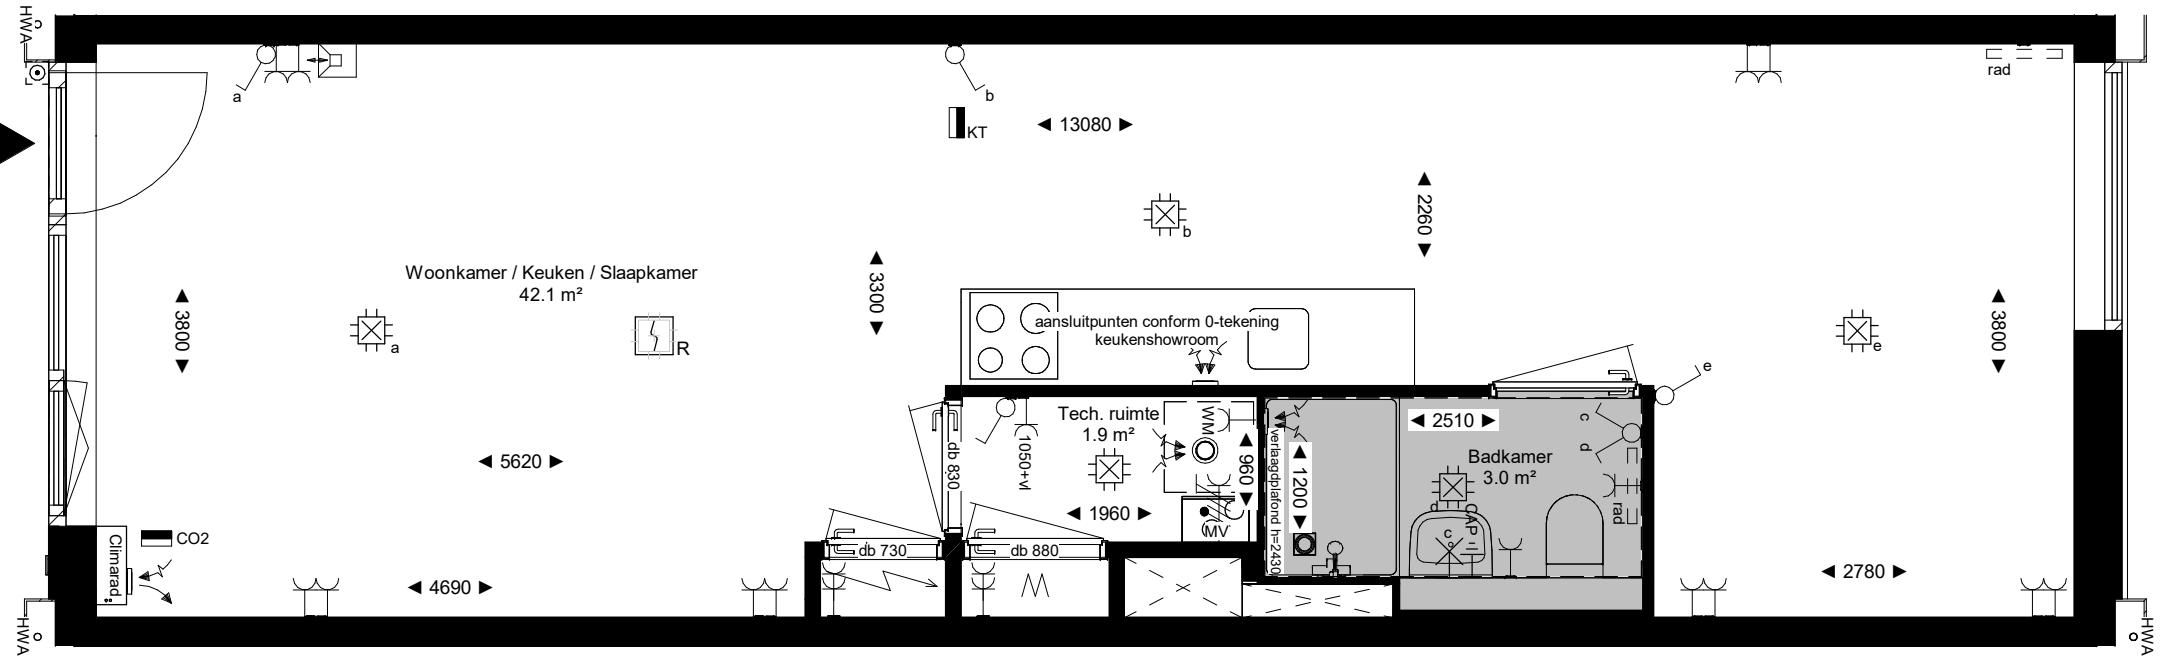 HWA
a
b
rad
KT
13080
2260
b
Woonkamer / Keuken / Slaapkamer
42.1 m²
3300
3800
a
R
aansluitpunten conform 0-tekening
keukenshowroom
e
3800
e
Tech. ruimte
1.9 m²
WM
1050+vl
db 830
960
1960
MV
verlaagdplafond h=2430
1200
2510
c
d
Badkamer
3.0 m²
d
CAP
c
rad
5620
CO2
Climarad
4690
db 730
db 880
2780
HWA
HWA